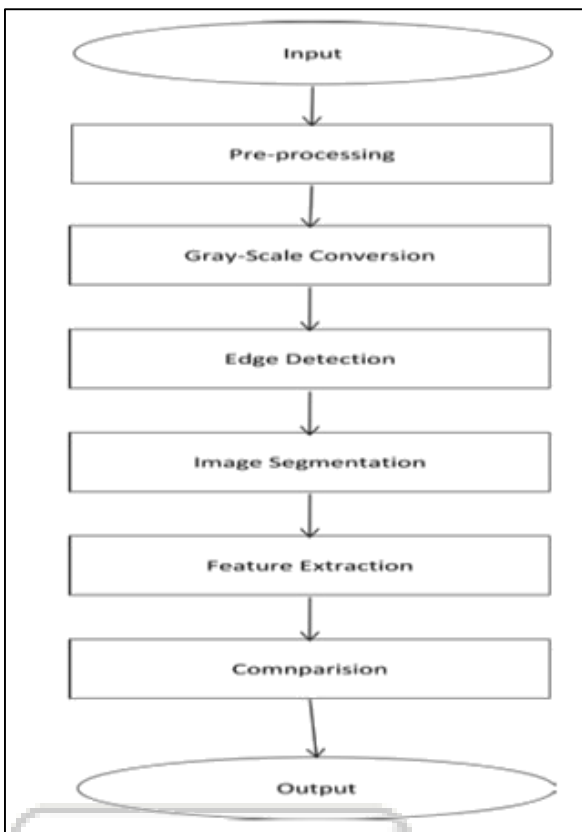 Input
Pre-processing
Gray-Scale Conversion
Edge Detection
Image Segmentation
Feature Extraction
Comnparision
Output